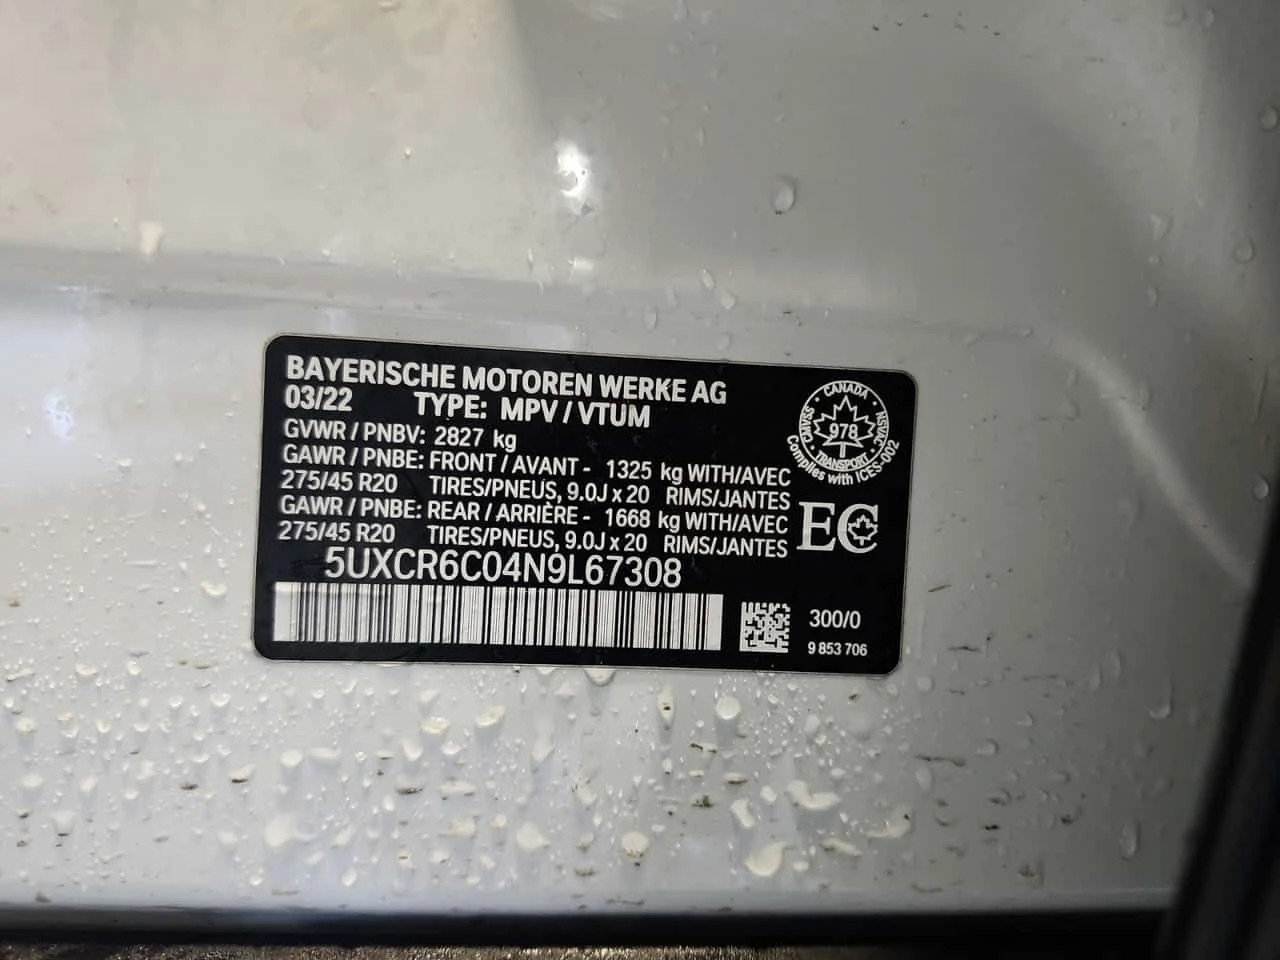 BAYERISCHE MOTOREN WERKE AG
03/22 TYPE: MPV / VTUM
GVWR / PNBV: 2827 kg
GAWR / PNBE: FRONT / AVANT - 1325 kg WITH/AVEC
275/45 R20 TIRES/PNEUS, 9.0J x 20 RIMS/JANTES
GAWR / PNBE: REAR / ARRIÈRE - 1668 kg WITH/AVEC
275/45 R20 TIRES/PNEUS, 9.0J x 20 RIMS/JANTES
5UXCR6C04N9L67308
CANADA
CMVSS
978
NSVAC
TRANSPORT
Complies with ICES-002
EC
300/0
9 853 706